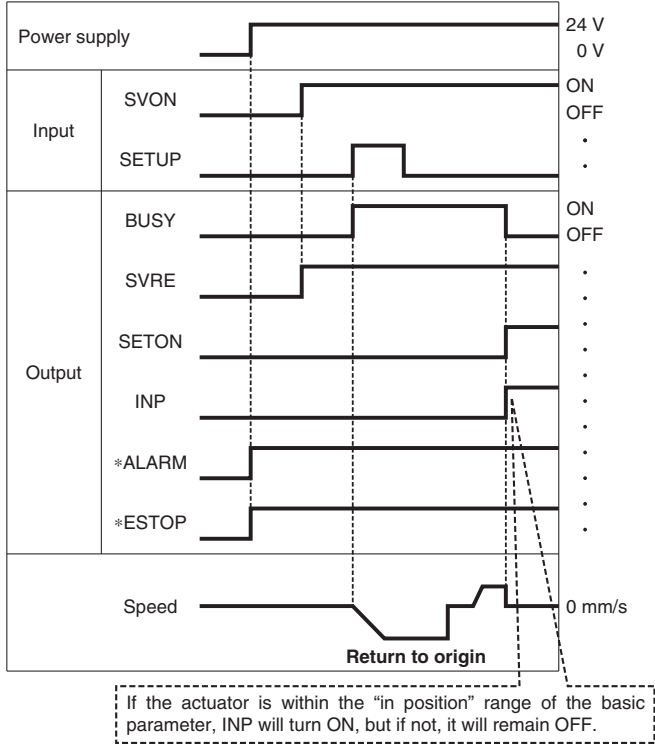 Power supply
24 V
0 V
Input
SVON
ON
OFF
SETUP
Output
BUSY
ON
OFF
SVRE
SETON
INP
*ALARM
*ESTOP
Speed
0 mm/s
Return to origin
If the actuator is within the “in position” range of the basic
parameter, INP will turn ON, but if not, it will remain OFF.